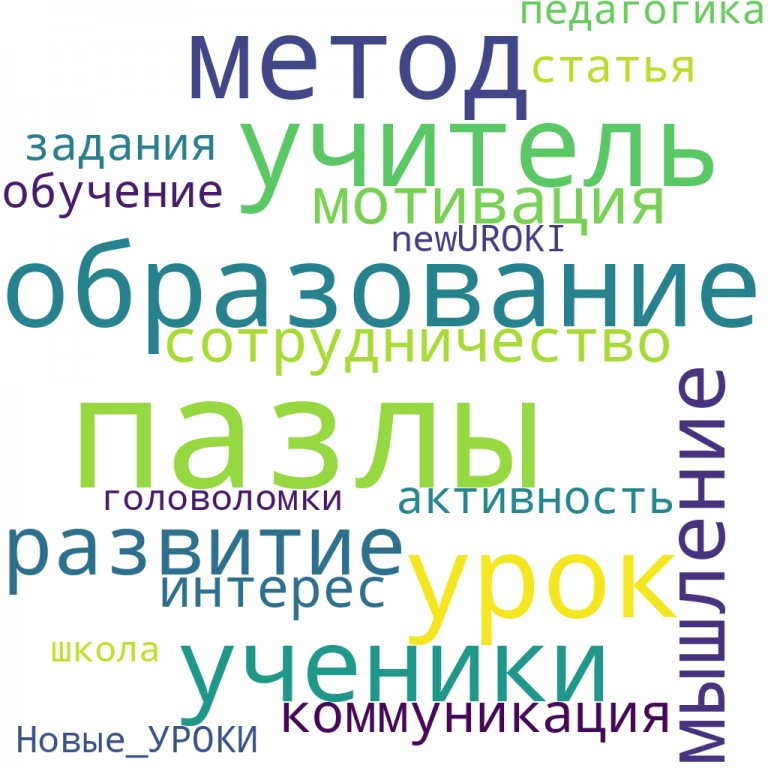 педагогика
метод
статья
учитель
задания
обучение
мотивация
newUROKI
образование
сотрудничество
пазлы
мышление
головоломки
активность
развитие
интерес
урок
школа
ученики
коммуникация
Новые_УРОКИ